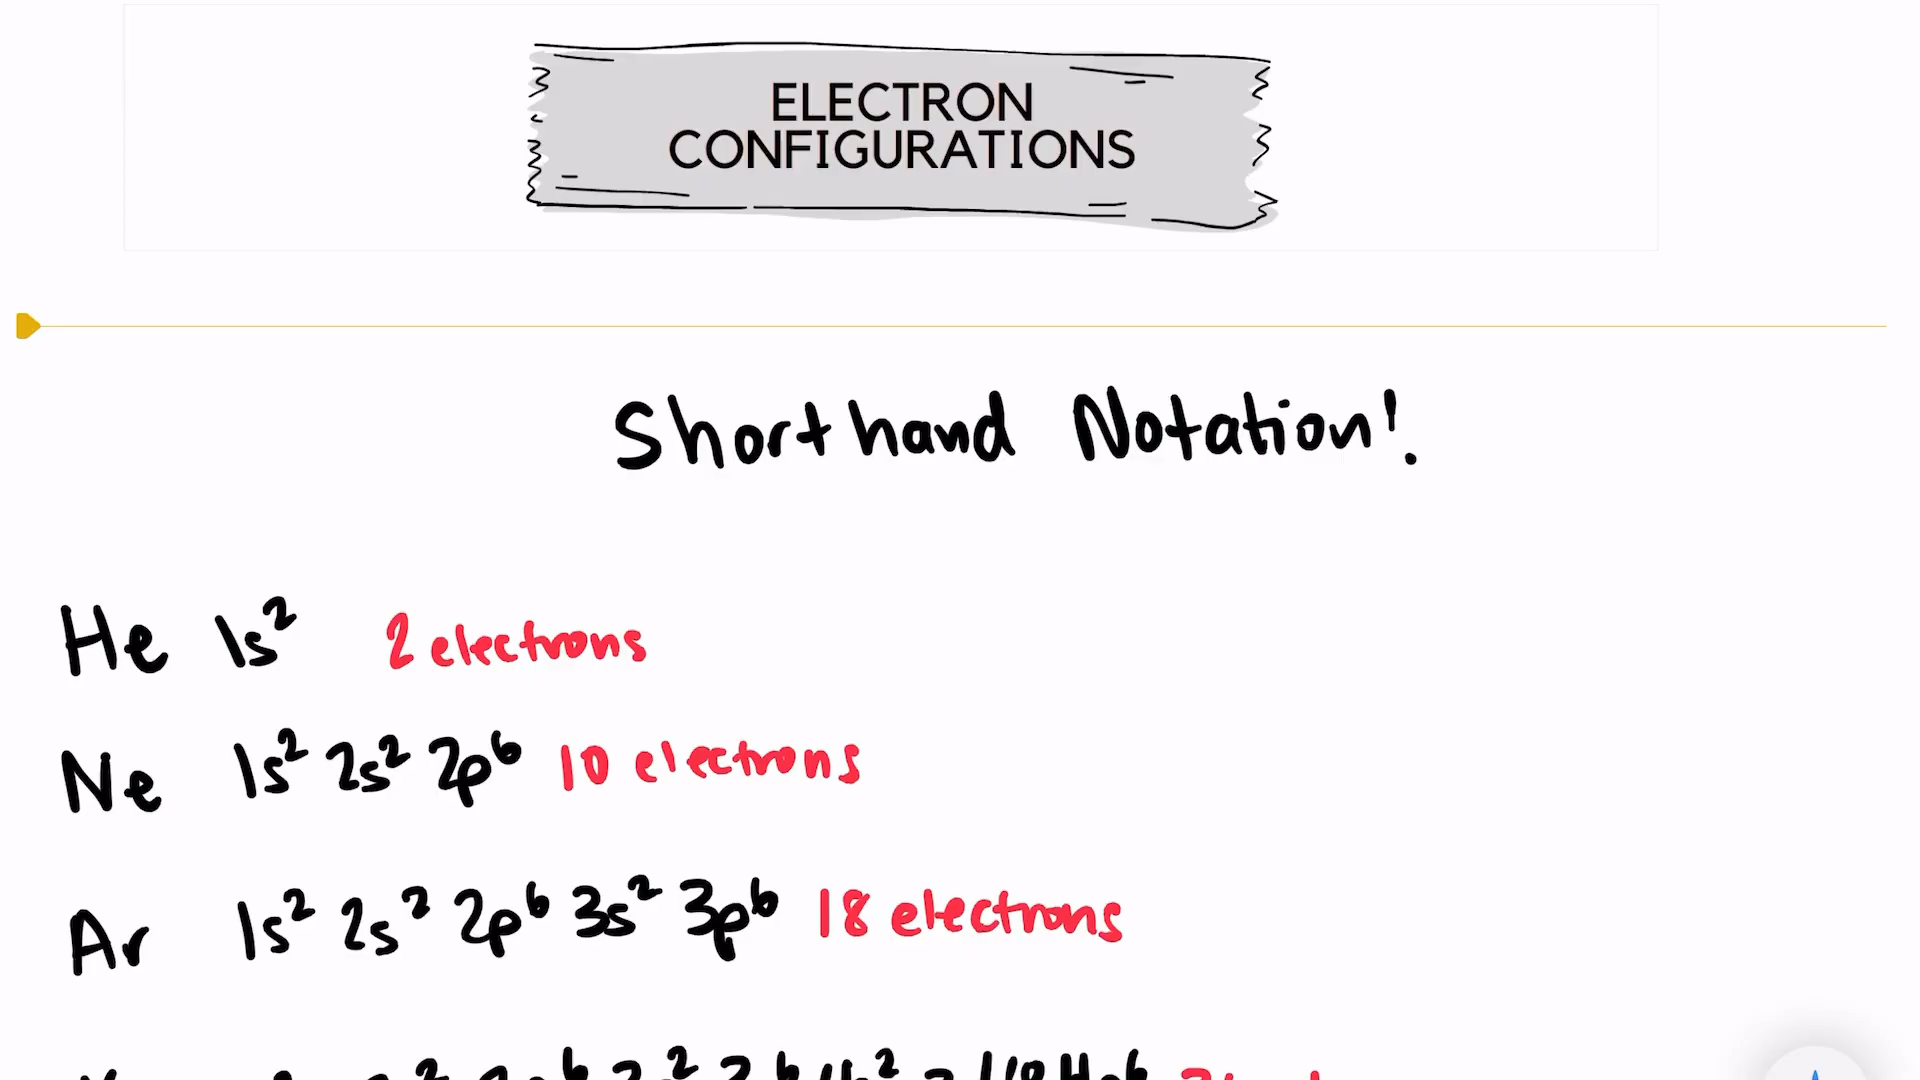 ELECTRON
CONFIGURATIONS
Shorthand Notation!
He 1s² 2 electrons
Ne 1s² 2s² 2p⁶ 10 electrons
Ar 1s² 2s² 2p⁶ 3s² 3p⁶ 18 electrons